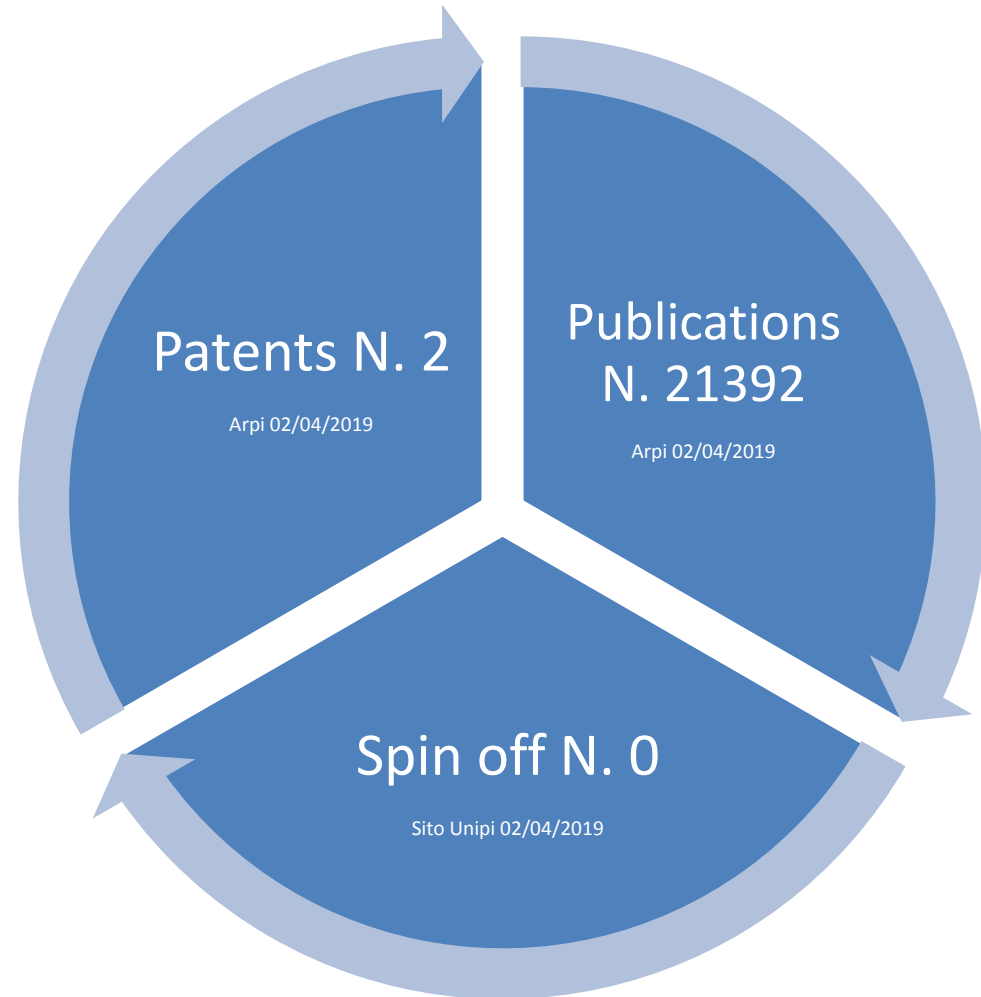 Patents N. 2
Arpi 02/04/2019
Publications
N. 21392
Arpi 02/04/2019
Spin off N. 0
Sito Unipi 02/04/2019